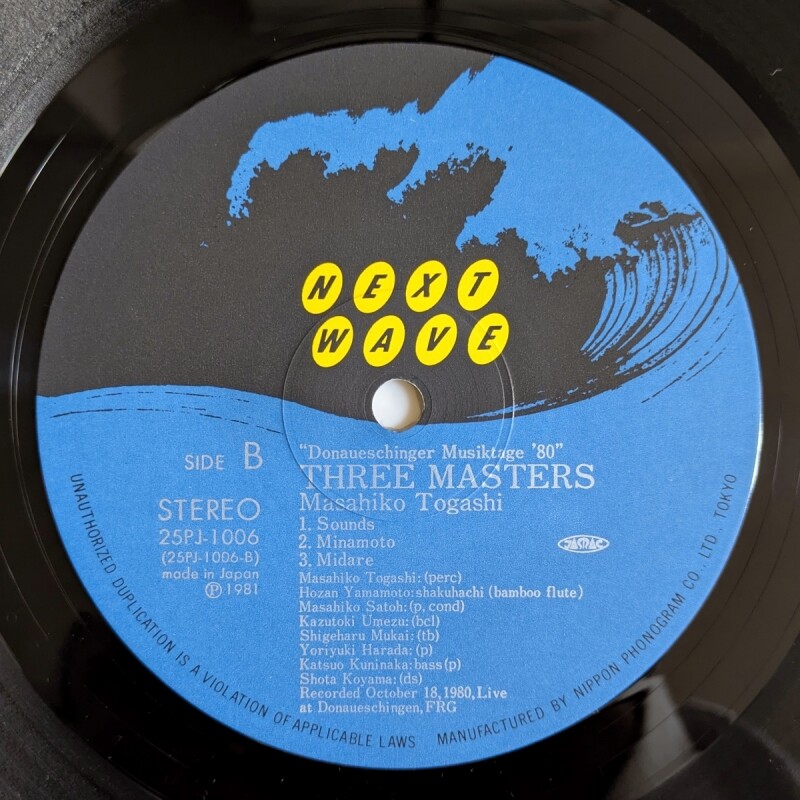 NEXT
WAVE
SIDE B
STEREO
25PJ-1006
(25PJ-1006-B)
made in Japan
Ⓟ1981
"Donaueschinger Musiktage '80"
THREE MASTERS
Masahiko Togashi
1. Sounds
2. Minamoto
3. Midare
JASRAC
Masahiko Togashi: (perc)
Hozan Yamamoto: shakuhachi (bamboo flute)
Masahiko Satoh: (p, cond)
Kazutoki Umezu: (bcl)
Shigeharu Mukai: (tb)
Yoriyuki Harada: (p)
Katsuo Kuninaka: bass (p)
Shota Koyama: (ds)
Recorded October 18, 1980, Live
at Donaueschingen, FRG
UNAUTHORIZED DUPLICATION IS A VIOLATION OF APPLICABLE LAWS MANUFACTURED BY NIPPON PHONOGRAM CO., LTD. TOKYO